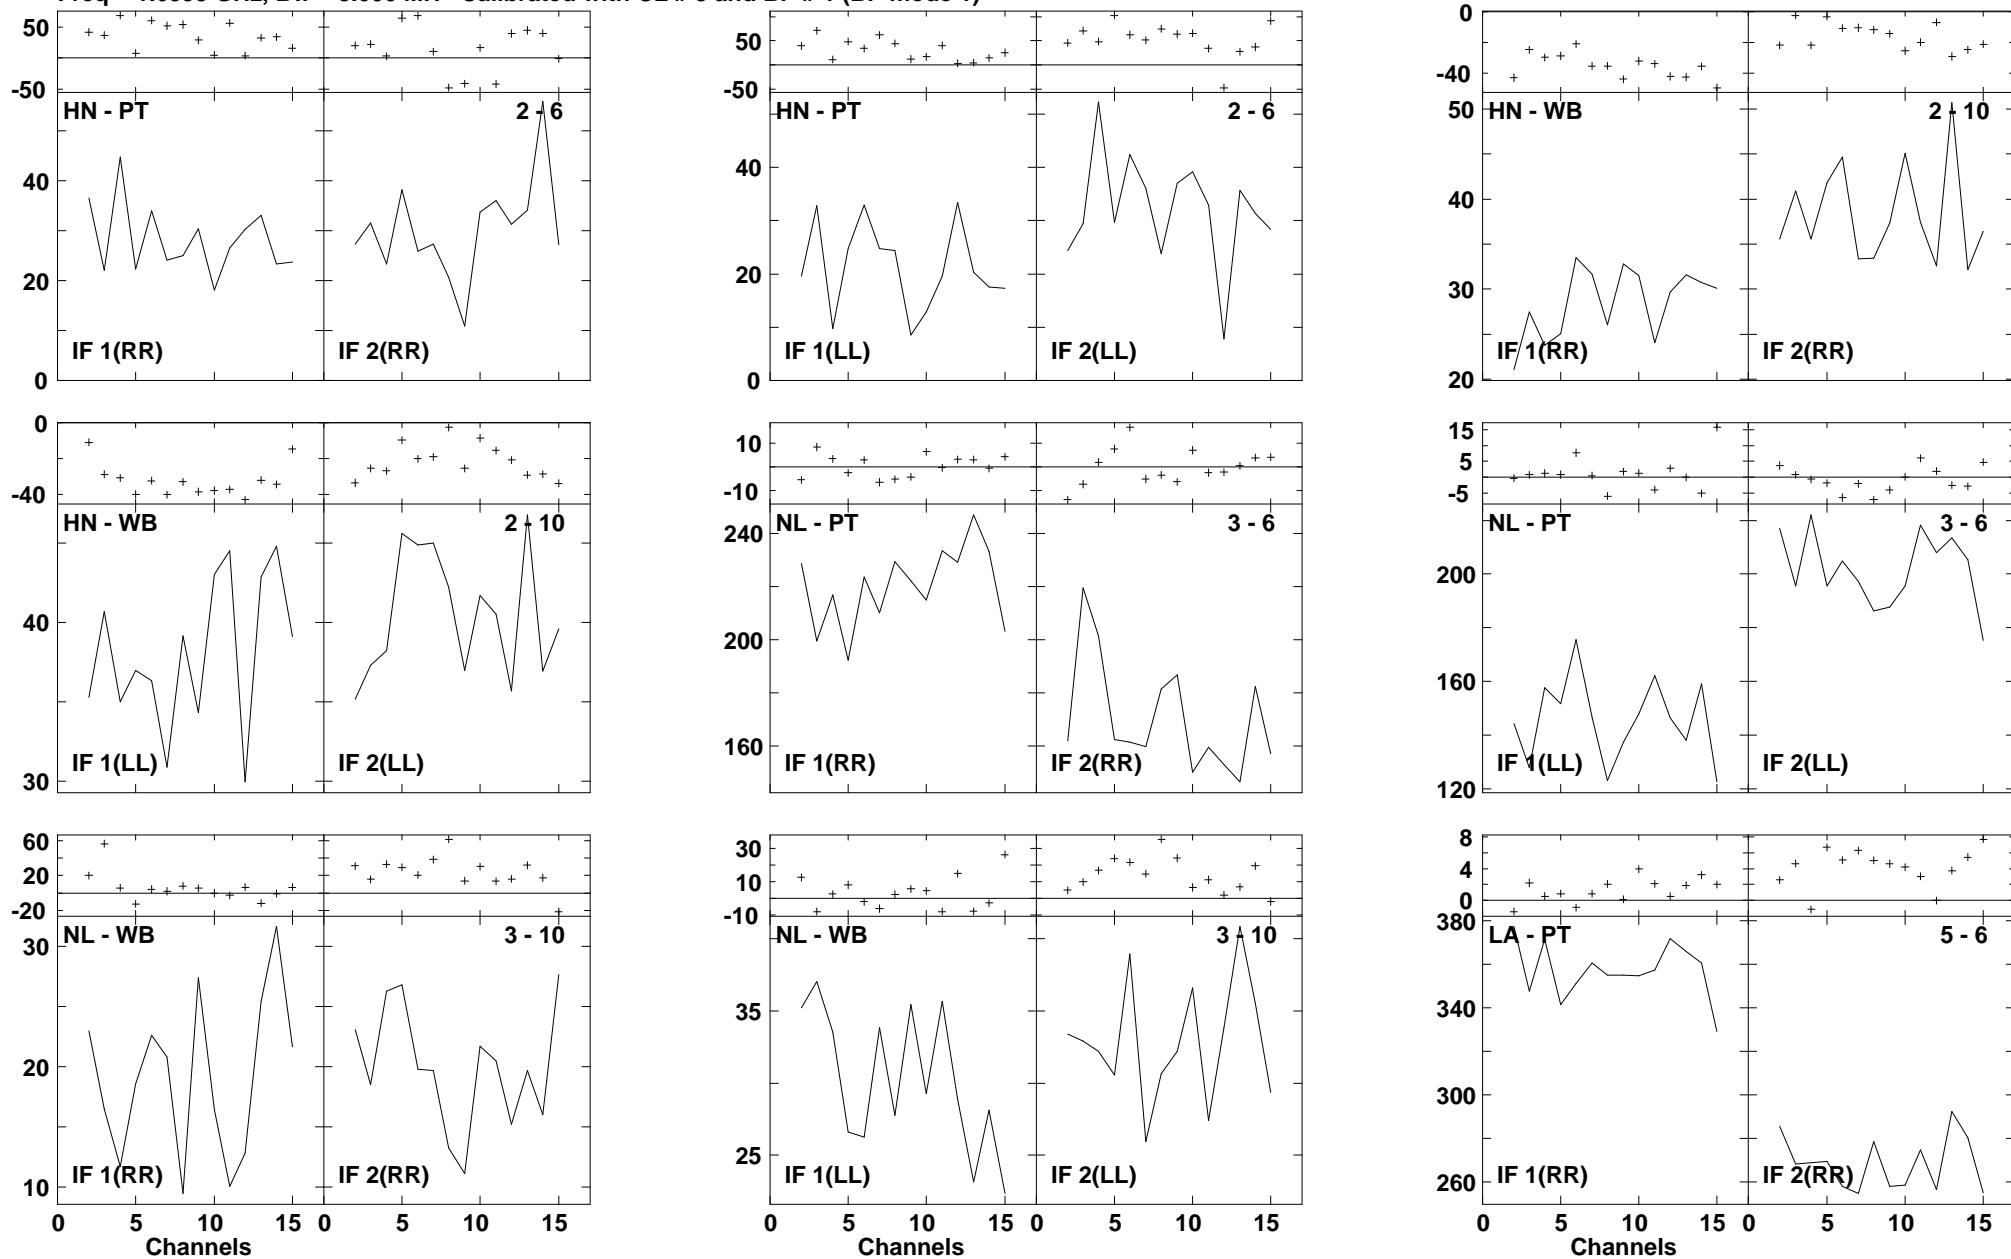 50
-50
HN - PT 2 - 6
40
20
0
IF 1(RR) IF 2(RR)
50
-50
HN - PT 2 - 6
40
20
0
IF 1(LL) IF 2(LL)
0
-40
50
HN - WB 2 - 10
40
30
20
IF 1(RR) IF 2(RR)
0
-40
HN - WB 2 - 10
40
30
IF 1(LL) IF 2(LL)
10
-10
NL - PT 3 - 6
240
200
160
IF 1(RR) IF 2(RR)
15
5
-5
NL - PT 3 - 6
200
160
120
IF 1(LL) IF 2(LL)
60
20
-20
NL - WB 3 - 10
30
20
10
IF 1(RR) IF 2(RR)
0 5 10 15 0 5 10 15
Channels
30
10
-10
NL - WB 3 - 10
35
25
IF 1(LL) IF 2(LL)
0 5 10 15 0 5 10 15
Channels
8
4
0
380
LA - PT 5 - 6
340
300
260
IF 1(RR) IF 2(RR)
0 5 10 15 0 5 10 15
Channels